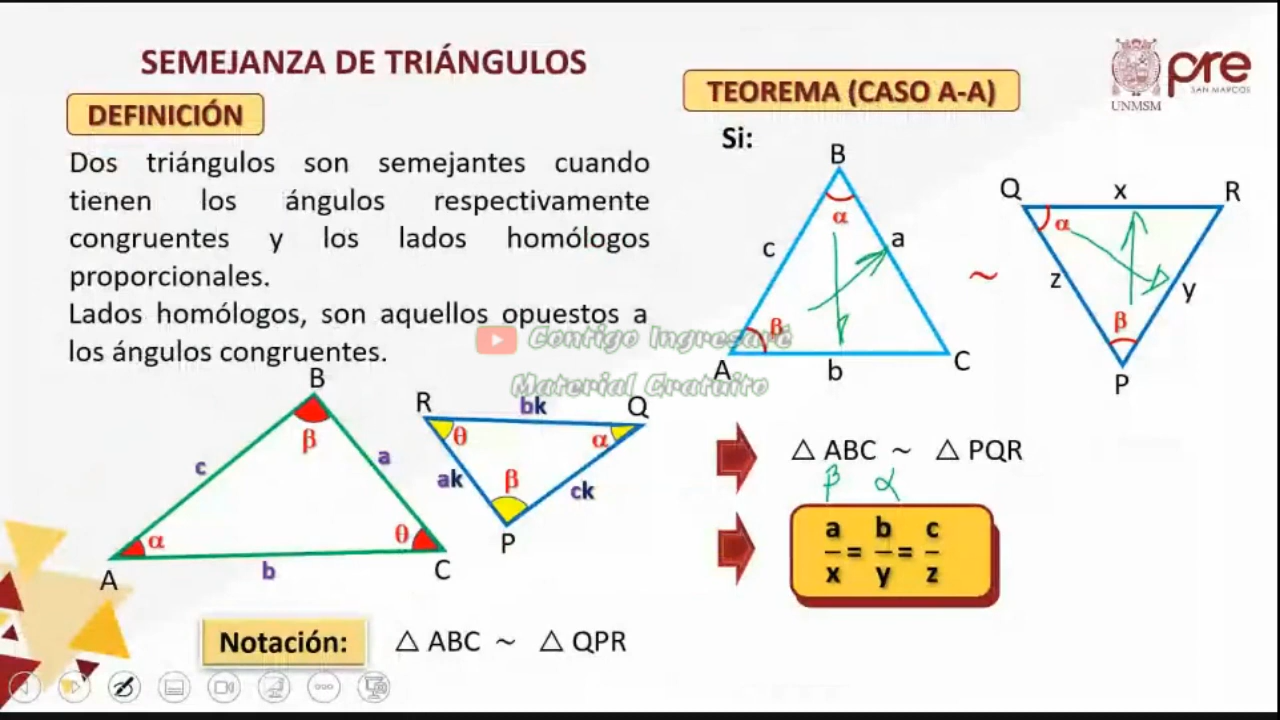 SEMEJANZA DE TRIÁNGULOS
DEFINICIÓN
Dos triángulos son semejantes cuando
tienen los ángulos respectivamente
congruentes y los lados homólogos
proporcionales.
Lados homólogos, son aquellos opuestos a
los ángulos congruentes.
B
β
c
a
α
θ
A
b
C
R
bk
Q
θ
α
ak
β
ck
P
Notación: △ ABC ~ △ QPR
TEOREMA (CASO A-A)
UNMSM
pre
SAN MARCOS
Si:
B
α
c
a
β
A
b
C
~
Q
x
R
α
z
y
β
P
△ ABC ~ △ PQR
β α
a/x = b/y = c/z
Contigo Ingresaré
Material Gratuito